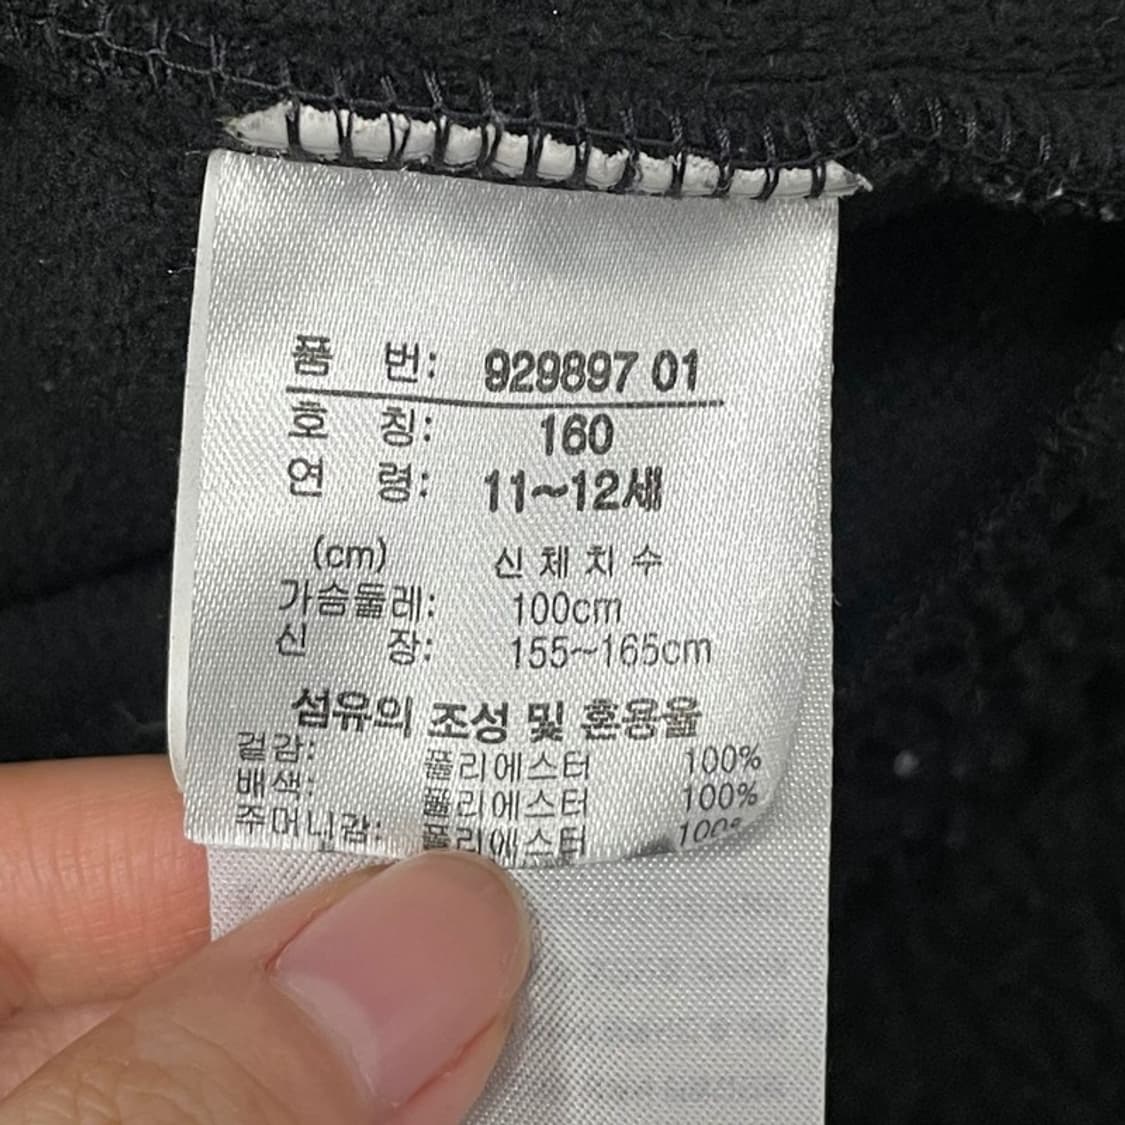 품 번: 929897 01
호 칭: 160
연 령: 11~12세
(cm) 신 체 치 수
가슴둘레: 100cm
신 장: 155~165cm
섬유의 조성 및 혼용율
겉감: 폴리에스터 100%
배색: 폴리에스터 100%
주머니감: 폴리에스터 100%